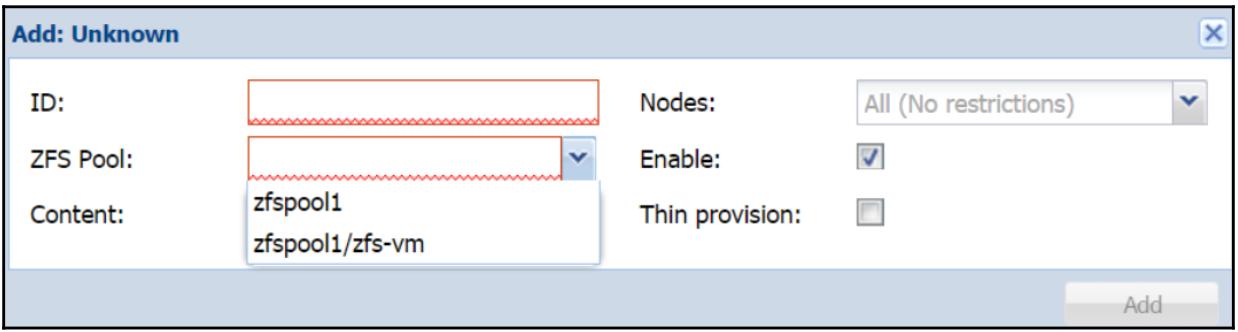 Add: Unknown
ID:
Nodes:
All (No restrictions)
ZFS Pool:
Enable:
zfspool1
Content:
Thin provision:
zfspool1/zfs-vm
Add